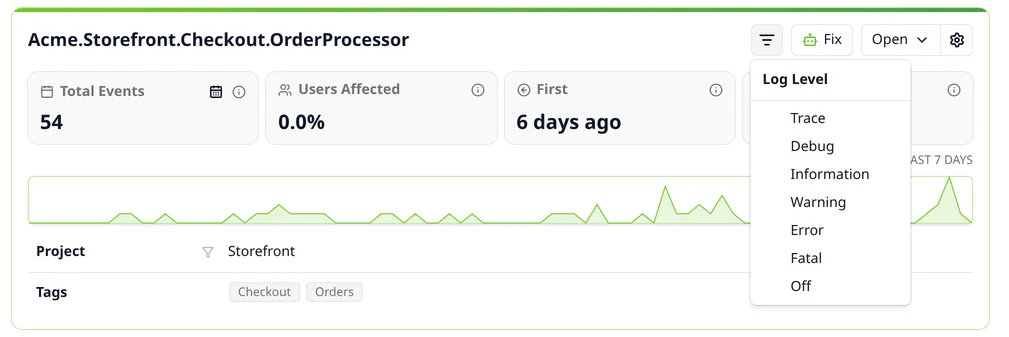 Acme.Storefront.Checkout.OrderProcessor
Fix
Open
Total Events
54
Users Affected
0.0%
First
6 days ago
Log Level
Trace
Debug
Information
Warning
Error
Fatal
Off
AST 7 DAYS
Project
Storefront
Tags
Checkout
Orders